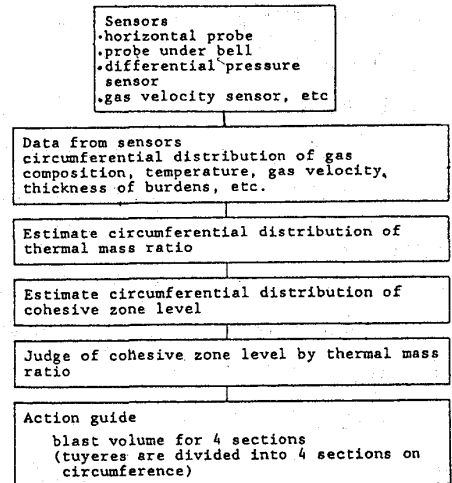 Sensors
•horizontal probe
•probe under bell
•differential pressure
sensor
•gas velocity sensor, etc
Data from sensors
circumferential distribution of gas
composition, temperature, gas velocity,
thickness of burdens, etc.
Estimate circumferential distribution of
thermal mass ratio
Estimate circumferential distribution of
cohesive zone level
Judge of cohesive zone level by thermal mass
ratio
Action guide
blast volume for 4 sections
(tuyeres are divided into 4 sections on
circumference)